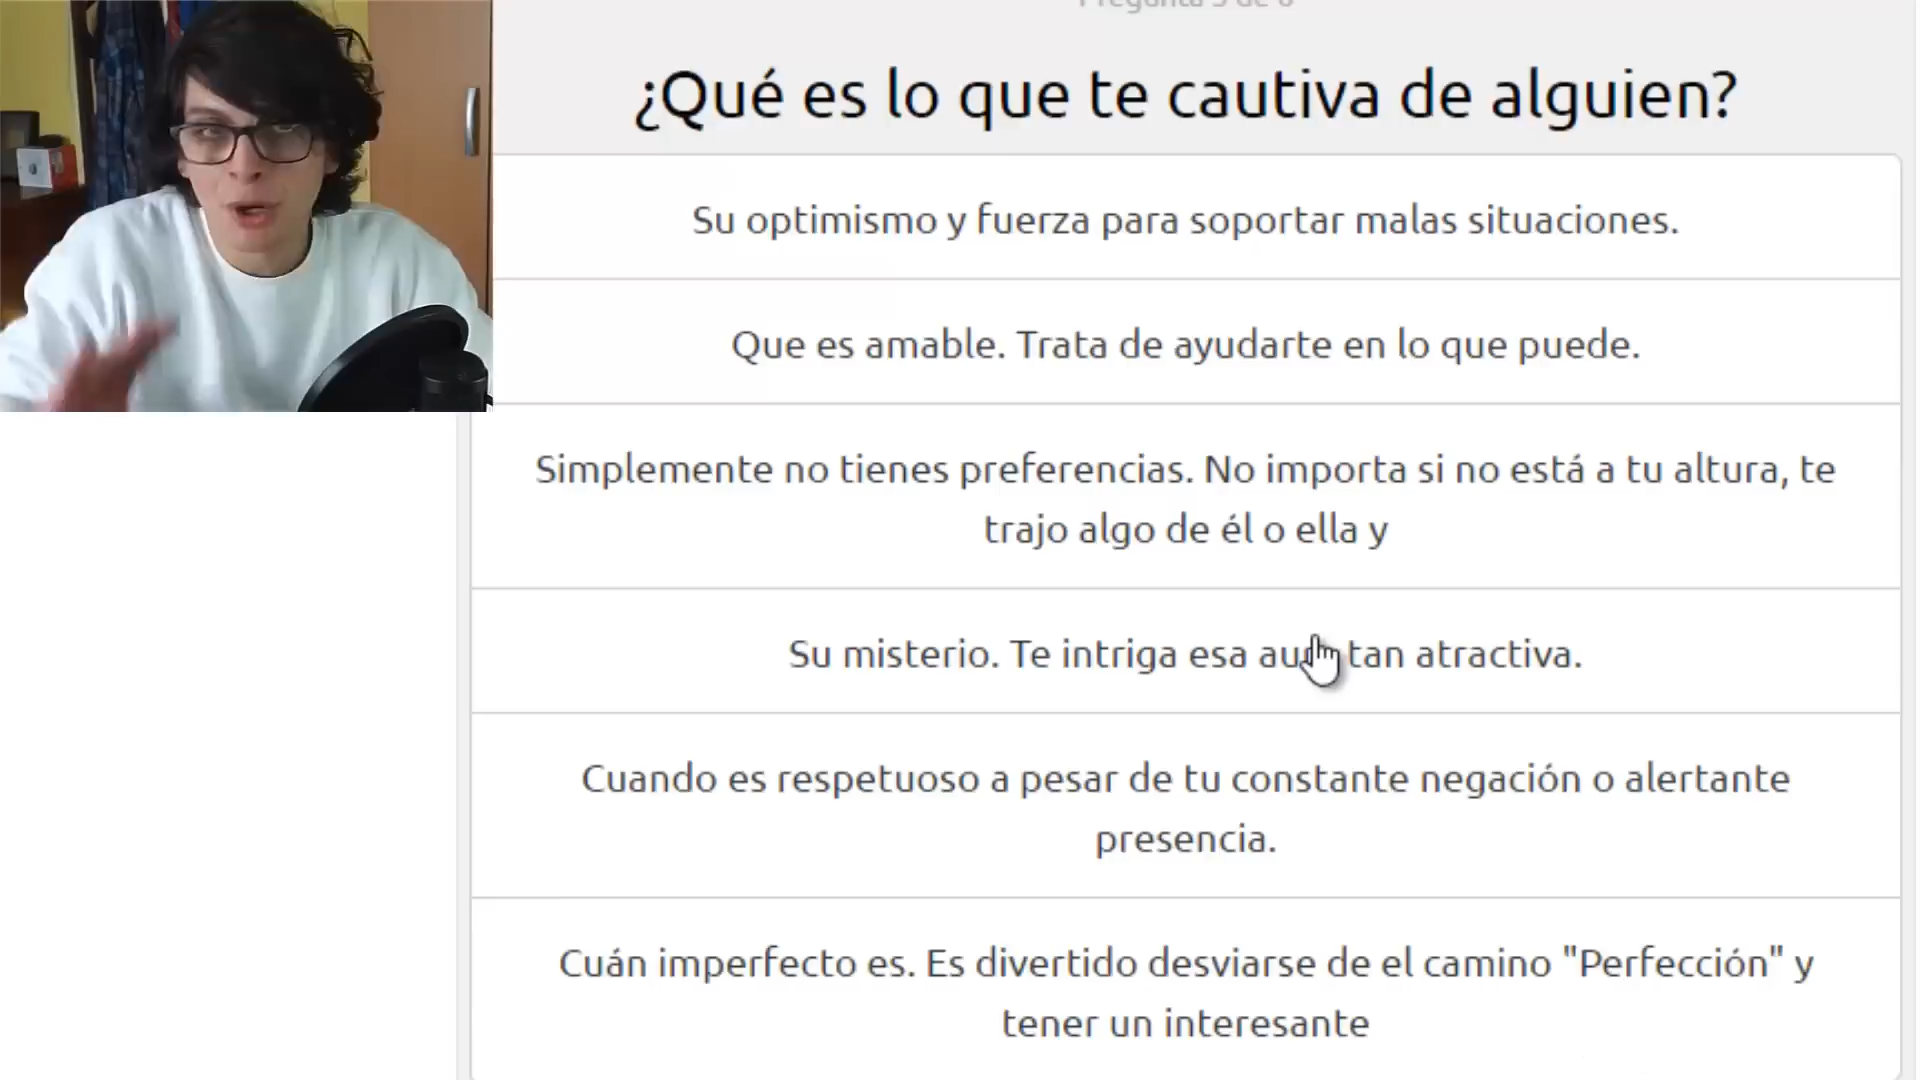 ¿Qué es lo que te cautiva de alguien?
Su optimismo y fuerza para soportar malas situaciones.
Que es amable. Trata de ayudarte en lo que puede.
Simplemente no tienes preferencias. No importa si no está a tu altura, te
trajo algo de él o ella y
Su misterio. Te intriga esa tan atractiva.
Cuando es respetuoso a pesar de tu constante negación o alertante
presencia.
Cuán imperfecto es. Es divertido desviarse de el camino "Perfección" y
tener un interesante